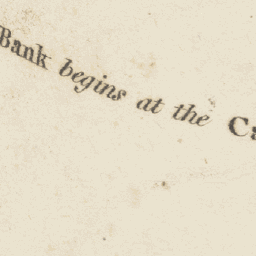 Bank begins at the